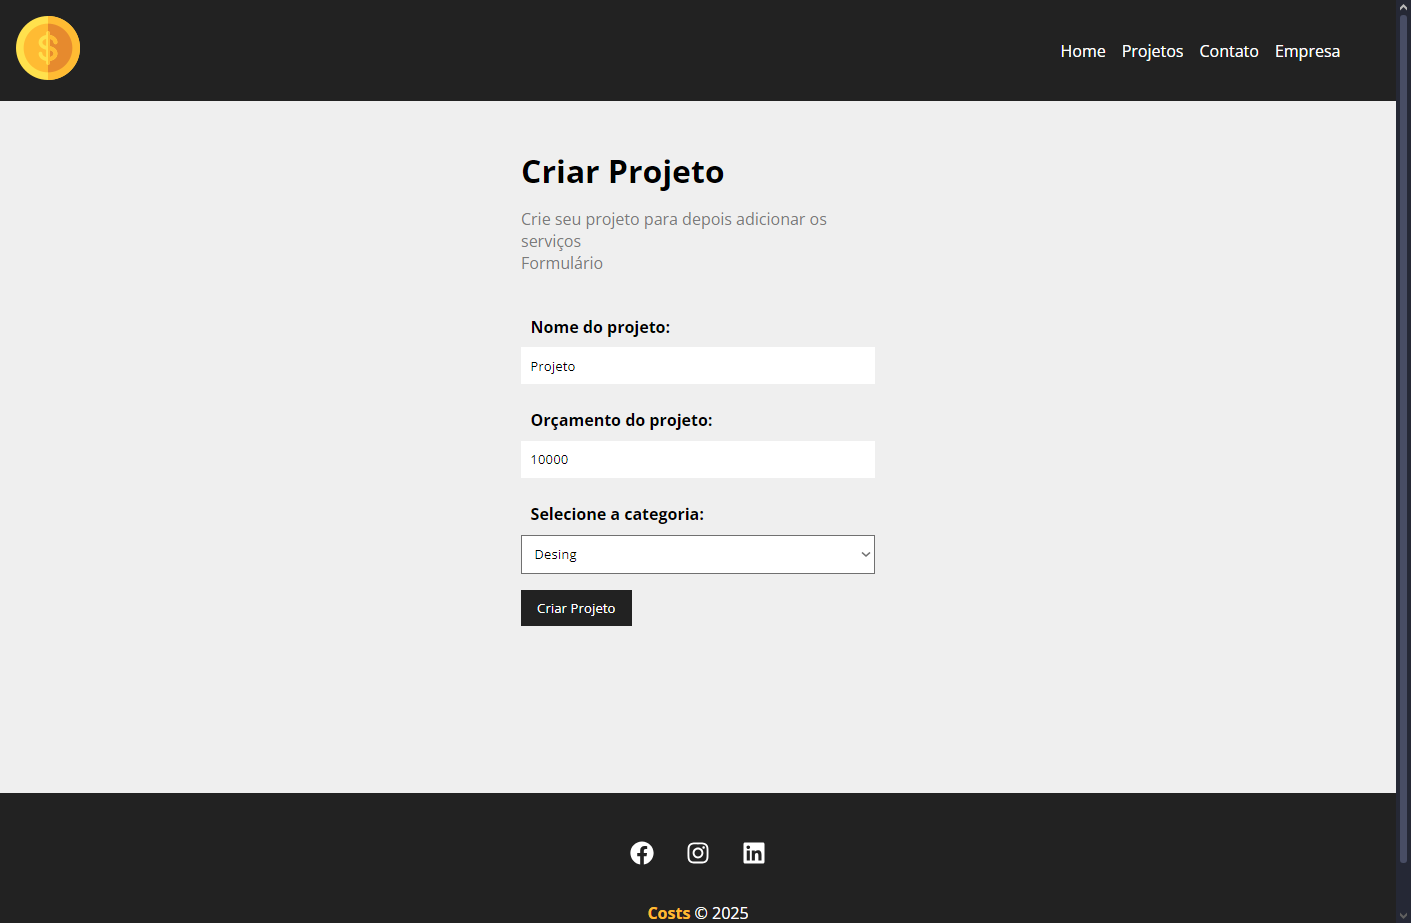 $
Home Projetos Contato Empresa
Criar Projeto
Crie seu projeto para depois adicionar os
serviços
Formulário
Nome do projeto:
Projeto
Orçamento do projeto:
10000
Selecione a categoria:
Desing
Criar Projeto
Costs © 2025